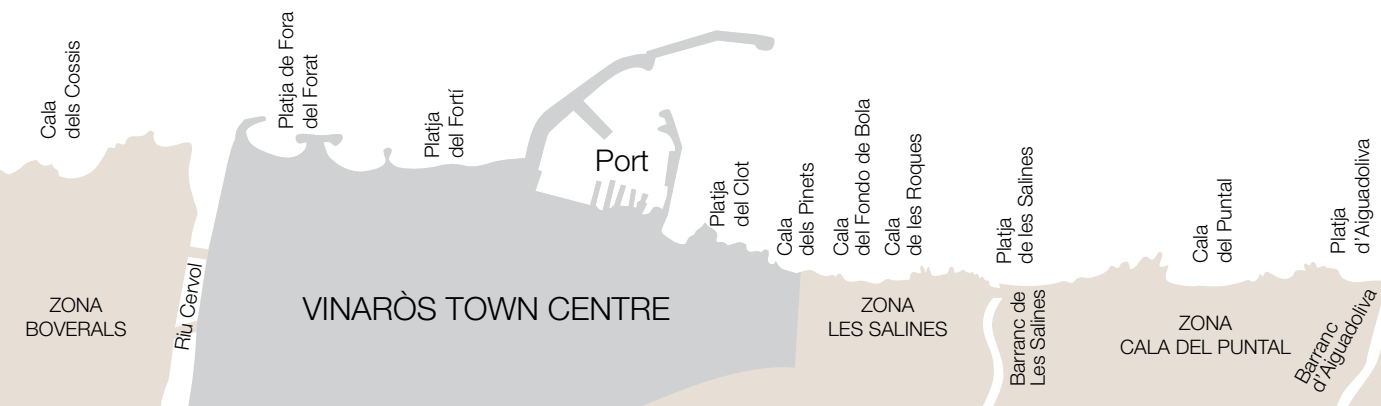 Cala
dels Cossis
Platja de Fora
del Forat
Platja
del Fortí
Port
Platja
del Clot
Cala
dels Pinets
Cala
del Fondo de Bola
Cala
de les Roques
Platja
de les Salines
Cala
del Puntal
Platja
d'Aiguadoliva
ZONA
BOVERALS
Riu Cervol
VINARÒS TOWN CENTRE
ZONA
LES SALINES
Barranc de
Les Salines
ZONA
CALA DEL PUNTAL
Barranc
d'Aiguadoliva